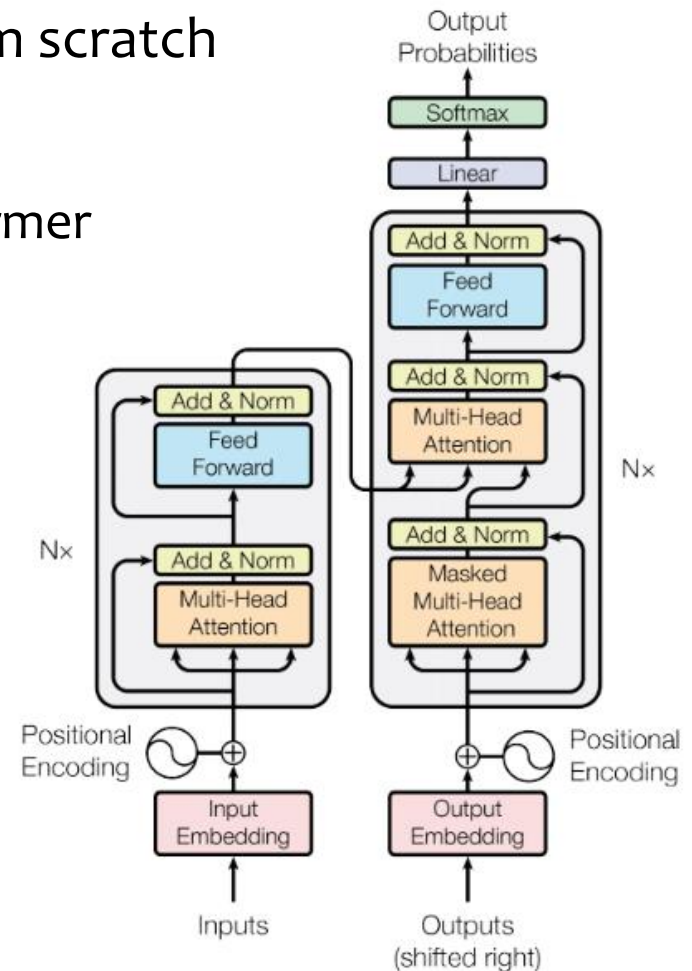 m scratch
rmer
Output
Probabilities
Softmax
Linear
Add & Norm
Feed
Forward
Add & Norm
Multi-Head
Attention
Nx
Add & Norm
Masked
Multi-Head
Attention
Positional
Encoding
Output
Embedding
Outputs
(shifted right)
Add & Norm
Feed
Forward
Nx
Add & Norm
Multi-Head
Attention
Positional
Encoding
Input
Embedding
Inputs